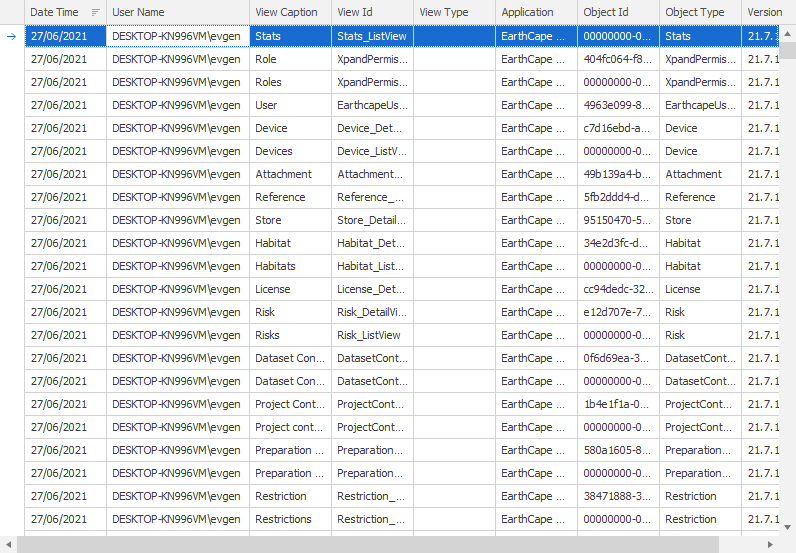 Date Time User Name View Caption View Id View Type Application Object Id Object Type Version
27/06/2021 DESKTOP-KN996VM\evgen Stats Stats_ListView EarthCape ... 00000000-0... Stats 21.7.1
27/06/2021 DESKTOP-KN996VM\evgen Role XpandPermis... EarthCape ... 404fc064-f8... XpandPermis... 21.7.1
27/06/2021 DESKTOP-KN996VM\evgen Roles XpandPermis... EarthCape ... 00000000-0... XpandPermis... 21.7.1
27/06/2021 DESKTOP-KN996VM\evgen User EarthcapeUs... EarthCape ... 4963e099-8... EarthcapeUs... 21.7.1
27/06/2021 DESKTOP-KN996VM\evgen Device Device_Det... EarthCape ... c7d16ebd-a... Device 21.7.1
27/06/2021 DESKTOP-KN996VM\evgen Devices Device_ListV... EarthCape ... 00000000-0... Device 21.7.1
27/06/2021 DESKTOP-KN996VM\evgen Attachment Attachment... EarthCape ... 49b139a4-b... Attachment 21.7.1
27/06/2021 DESKTOP-KN996VM\evgen Reference Reference_... EarthCape ... 5fb2ddd4-d... Reference 21.7.1
27/06/2021 DESKTOP-KN996VM\evgen Store Store_Detail... EarthCape ... 95150470-5... Store 21.7.1
27/06/2021 DESKTOP-KN996VM\evgen Habitat Habitat_Det... EarthCape ... 34e2d3fc-d... Habitat 21.7.1
27/06/2021 DESKTOP-KN996VM\evgen Habitats Habitat_List... EarthCape ... 00000000-0... Habitat 21.7.1
27/06/2021 DESKTOP-KN996VM\evgen License License_Det... EarthCape ... cc94dedc-32... License 21.7.1
27/06/2021 DESKTOP-KN996VM\evgen Risk Risk_DetailVi... EarthCape ... e12d707e-7... Risk 21.7.1
27/06/2021 DESKTOP-KN996VM\evgen Risks Risk_ListView EarthCape ... 00000000-0... Risk 21.7.1
27/06/2021 DESKTOP-KN996VM\evgen Dataset Con... DatasetCont... EarthCape ... 0f6d69ea-3... DatasetCont... 21.7.1
27/06/2021 DESKTOP-KN996VM\evgen Dataset Con... DatasetCont... EarthCape ... 00000000-0... DatasetCont... 21.7.1
27/06/2021 DESKTOP-KN996VM\evgen Project Cont... ProjectCont... EarthCape ... 1b4e1f1a-0... ProjectCont... 21.7.1
27/06/2021 DESKTOP-KN996VM\evgen Project cont... ProjectCont... EarthCape ... 00000000-0... ProjectCont... 21.7.1
27/06/2021 DESKTOP-KN996VM\evgen Preparation ... Preparation... EarthCape ... 580a1605-8... Preparation... 21.7.1
27/06/2021 DESKTOP-KN996VM\evgen Preparation ... Preparation... EarthCape ... 00000000-0... Preparation... 21.7.1
27/06/2021 DESKTOP-KN996VM\evgen Restriction Restriction_... EarthCape ... 38471888-3... Restriction 21.7.1
27/06/2021 DESKTOP-KN996VM\evgen Restrictions Restriction_... EarthCape ... 00000000-0... Restriction 21.7.1